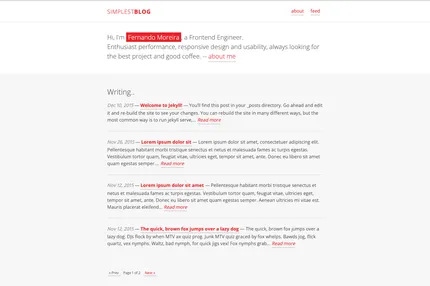 SIMPLESTBLOG
about feed
Hi, I'm Fernando Moreira a Frontend Engineer.
Enthusiast performance, responsive design and usability, always looking for
the best project and good coffee. — about me
Writing..
Dec 10, 2015 — Welcome to Jekyll! — You'll find this post in your _posts directory. Go ahead and edit
it and re-build the site to see your changes. You can rebuild the site in many different ways, but the
most common way is to run jekyll serve,... Read more
Nov 26, 2013 — Lorem ipsum dolor sit — Lorem ipsum dolor sit amet, consectetuer adipiscing elit.
Pellentesque habitant morbi tristique senectus et netus et malesuada fames ac turpis egestas.
Vestibulum tortor quam, feugiat vitae, ultricies eget, tempor sit amet, ante. Donec eu libero sit amet
quam egestas semper.... Read more
Nov 12, 2015 — Lorem ipsum dolor sit amet — Pellentesque habitant morbi tristique senectus et
netus et malesuada fames ac turpis egestas. Vestibulum tortor quam, feugiat vitae, ultricies eget,
tempor sit amet, ante. Donec eu libero sit amet quam egestas semper. Aenean ultricies mi vitae est.
Mauris placerat eleifend... Read more
Nov 12, 2015 — The quick, brown fox jumps over a lazy dog — The quick, brown fox jumps over a
lazy dog. DJs flock by when MTV ax quiz prog. Junk MTV quiz graced by fox whelps. Bawds jog, flick
quartz, vex nymphs. Waltz, bad nymph, for quick jigs vex! Fox nymphs grab... Read more
« Prev Page 1 of 2 Next »